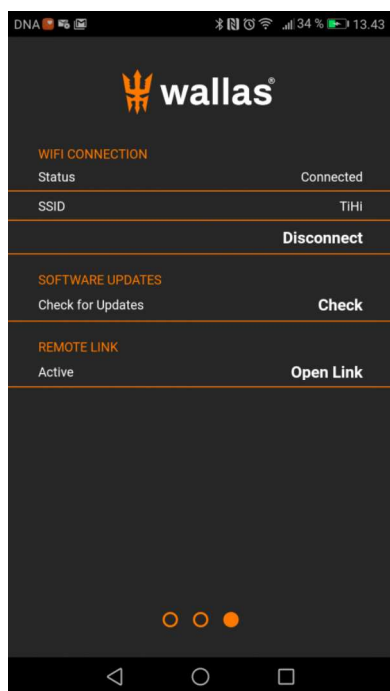 DNA 34 % 13.43
wallas®
WIFI CONNECTION
Status Connected
SSID TiHi
Disconnect
SOFTWARE UPDATES
Check for Updates Check
REMOTE LINK
Active Open Link